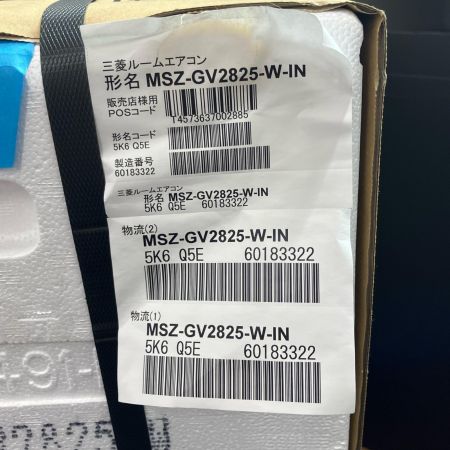 三菱ルームエアコン
形名 MSZ-GV2825-W-IN
販売店様用
POSコード
T4573637002885
形名コード
5K6 Q5E
製造番号
60183322
三菱ルームエアコン
形名 MSZ-GV2825-W-IN
5K6 Q5E 60183322
物流(2)
MSZ-GV2825-W-IN
5K6 Q5E 60183322
物流(1)
MSZ-GV2825-W-IN
5K6 Q5E 60183322